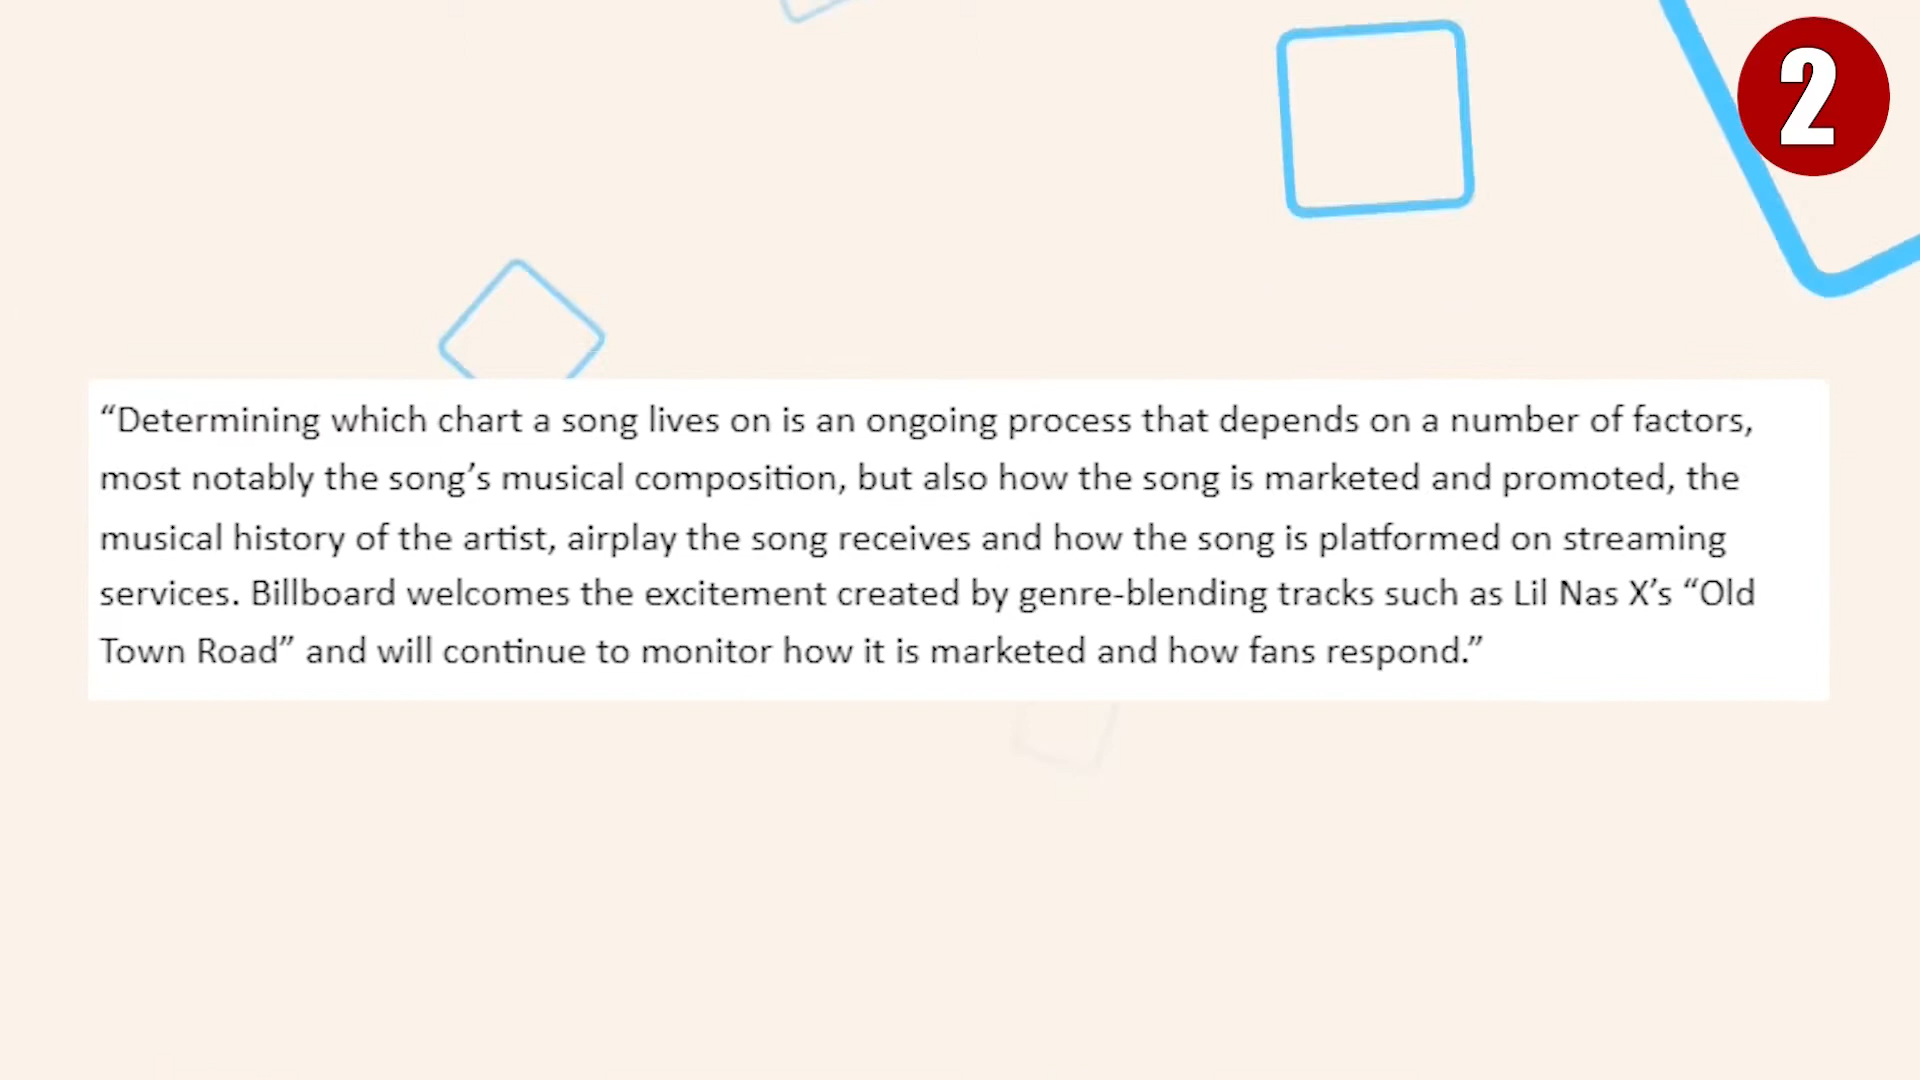 2
“Determining which chart a song lives on is an ongoing process that depends on a number of factors,
most notably the song’s musical composition, but also how the song is marketed and promoted, the
musical history of the artist, airplay the song receives and how the song is platformed on streaming
services. Billboard welcomes the excitement created by genre-blending tracks such as Lil Nas X’s “Old
Town Road” and will continue to monitor how it is marketed and how fans respond.”